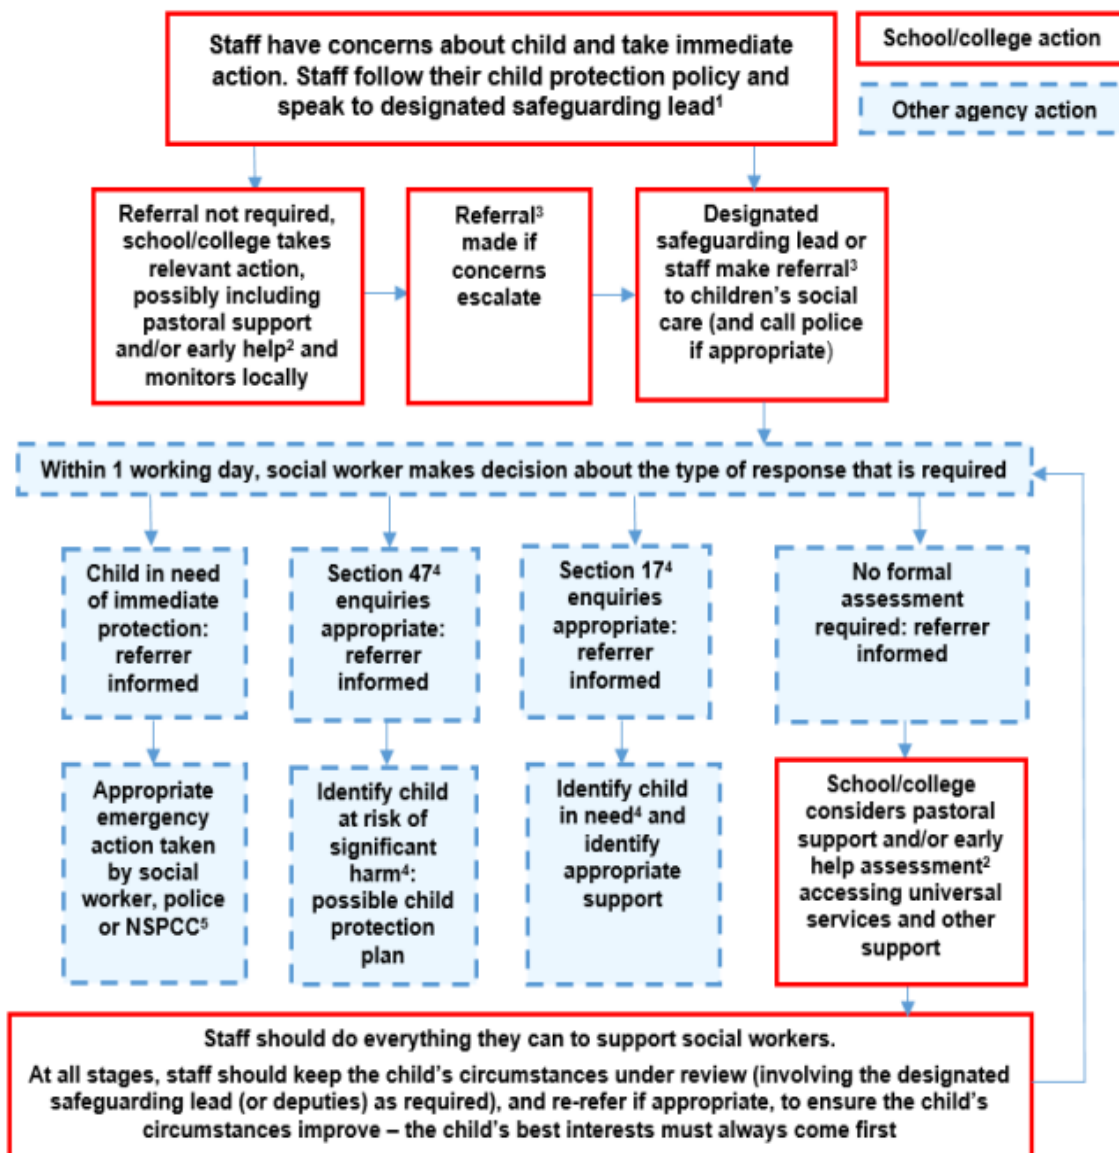 Staff have concerns about child and take immediate
action. Staff follow their child protection policy and
speak to designated safeguarding lead¹
School/college action
Other agency action
Referral not required,
school/college takes
relevant action,
possibly including
pastoral support
and/or early help² and
monitors locally
Referral³
made if
concerns
escalate
Designated
safeguarding lead or
staff make referral³
to children's social
care (and call police
if appropriate)
Within 1 working day, social worker makes decision about the type of response that is required
Child in need
of immediate
protection:
referrer
informed
Section 47⁴
enquiries
appropriate:
referrer
informed
Section 17⁴
enquiries
appropriate:
referrer
informed
No formal
assessment
required: referrer
informed
Appropriate
emergency
action taken
by social
worker, police
or NSPCC⁵
Identify child
at risk of
significant
harm⁴:
possible child
protection
plan
Identify child
in need⁴ and
identify
appropriate
support
School/college
considers pastoral
support and/or early
help assessment²
accessing universal
services and other
support
Staff should do everything they can to support social workers.
At all stages, staff should keep the child's circumstances under review (involving the designated
safeguarding lead (or deputies) as required), and re-refer if appropriate, to ensure the child's
circumstances improve – the child's best interests must always come first